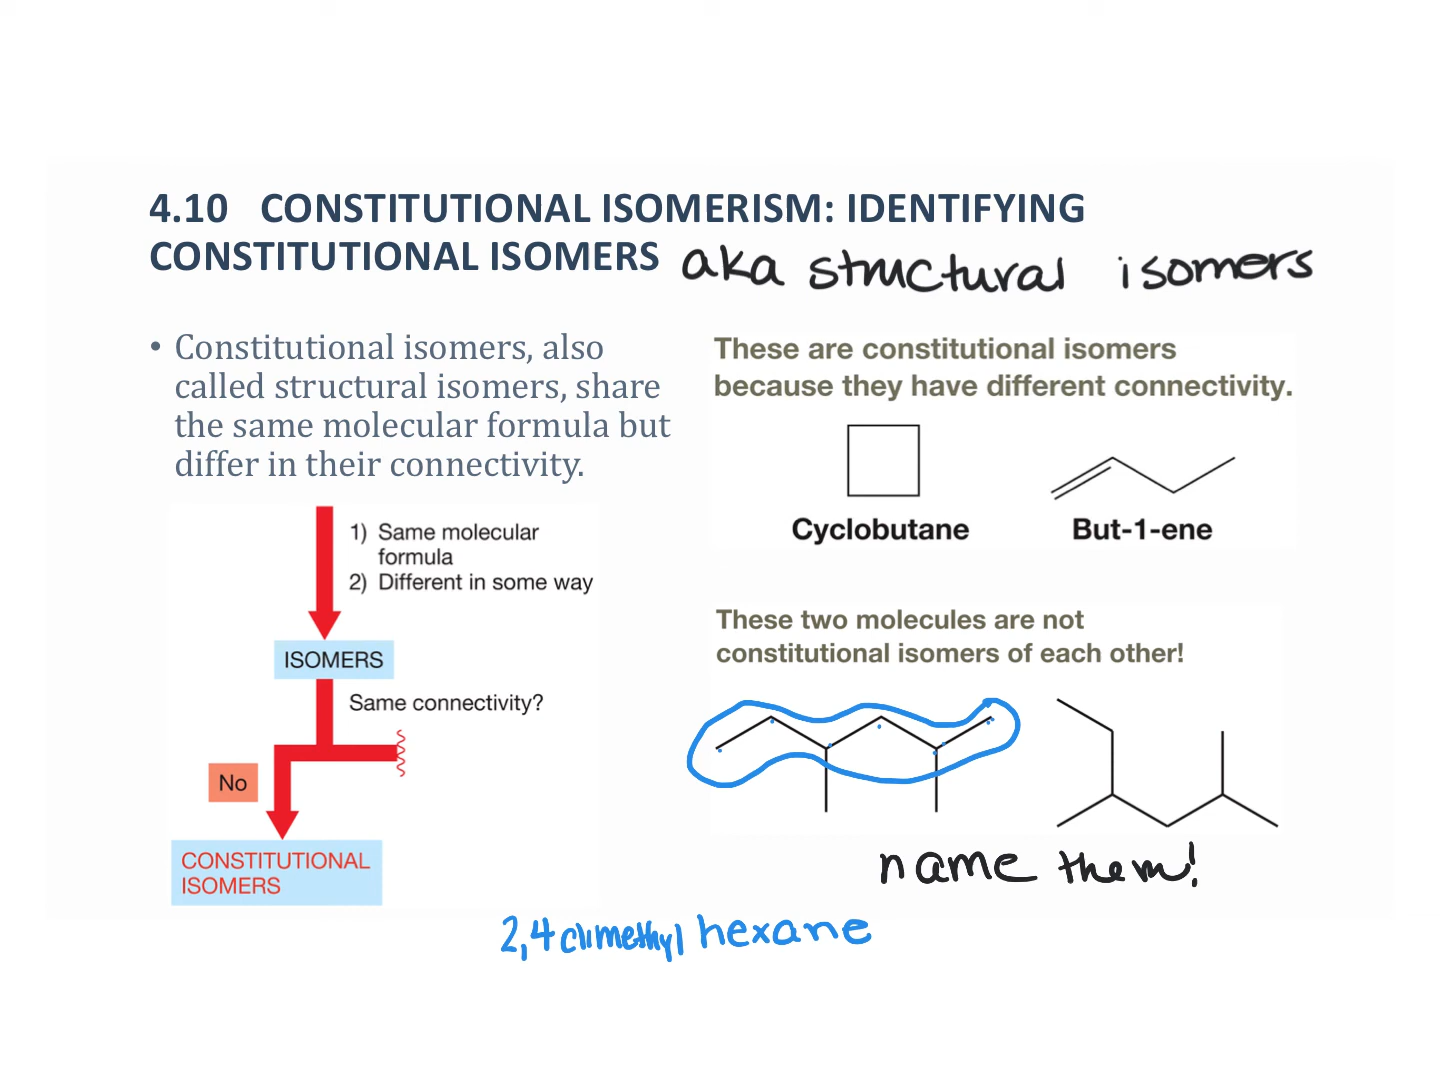 4.10 CONSTITUTIONAL ISOMERISM: IDENTIFYING
CONSTITUTIONAL ISOMERS aka structural isomers
• Constitutional isomers, also
called structural isomers, share
the same molecular formula but
differ in their connectivity.
1) Same molecular
formula
2) Different in some way
ISOMERS
Same connectivity?
No
CONSTITUTIONAL
ISOMERS
These are constitutional isomers
because they have different connectivity.
Cyclobutane But-1-ene
These two molecules are not
constitutional isomers of each other!
name them!
2,4 dimethyl hexane